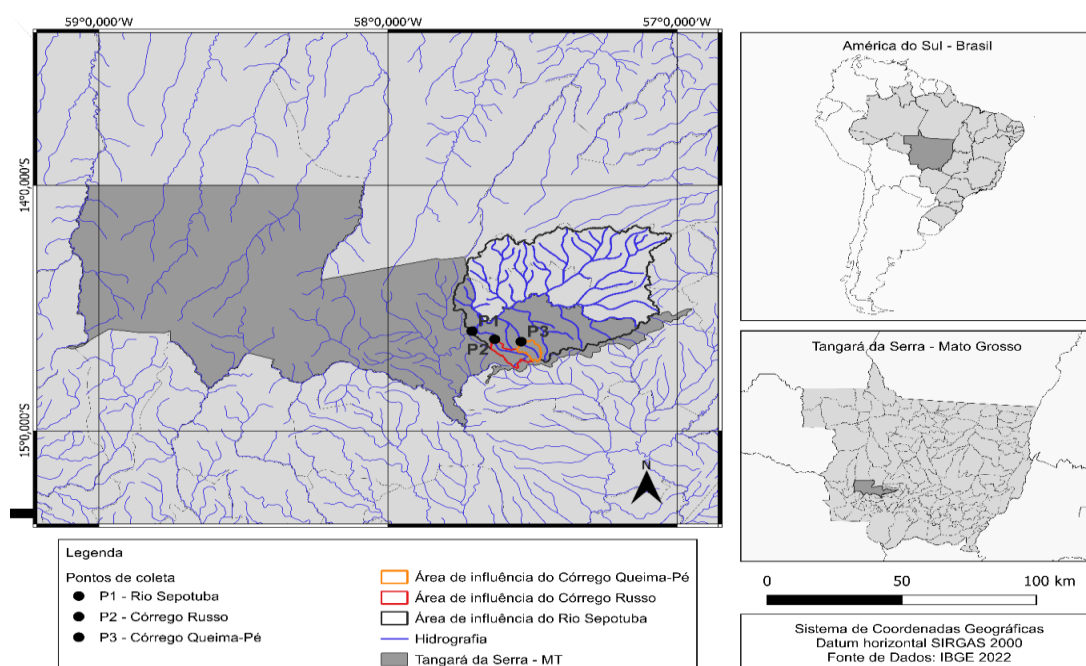 59°0,000'W
58°0,000'W
57°0,000'W
14°0,000'S
15°0,000'S
P1
P2
P3
N
América do Sul - Brasil
Tangará da Serra - Mato Grosso
0 50 100 km
Sistema de Coordenadas Geográficas
Datum horizontal SIRGAS 2000
Fonte de Dados: IBGE 2022
Legenda
Pontos de coleta
P1 - Rio Sepotuba
P2 - Córrego Russo
P3 - Córrego Queima-Pé
Área de influência do Córrego Queima-Pé
Área de influência do Córrego Russo
Área de influência do Rio Sepotuba
Hidrografia
Tangará da Serra - MT